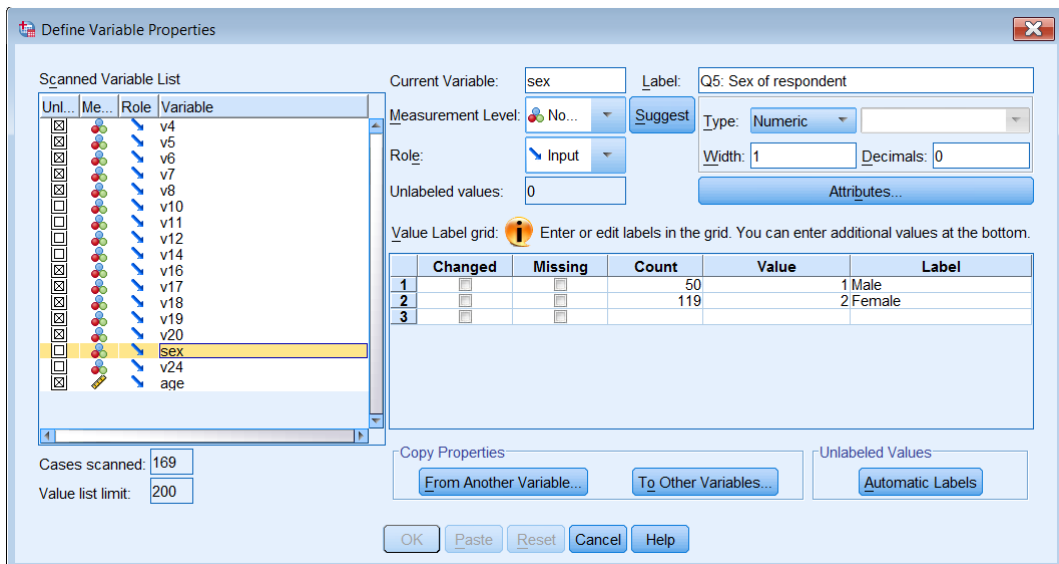 Define Variable Properties
Scanned Variable List
Unl... Me... Role Variable
v4
v5
v6
v7
v8
v10
v11
v12
v14
v16
v17
v18
v19
v20
sex
v24
age
Cases scanned: 169
Value list limit: 200
Current Variable: sex Label: Q5: Sex of respondent
Measurement Level: No... Suggest Type: Numeric
Role: Input Width: 1 Decimals: 0
Unlabeled values: 0 Attributes...
Value Label grid: i Enter or edit labels in the grid. You can enter additional values at the bottom.
Changed Missing Count Value Label
1 50 1 Male
2 119 2 Female
3
Copy Properties Unlabeled Values
From Another Variable... To Other Variables... Automatic Labels
OK Paste Reset Cancel Help